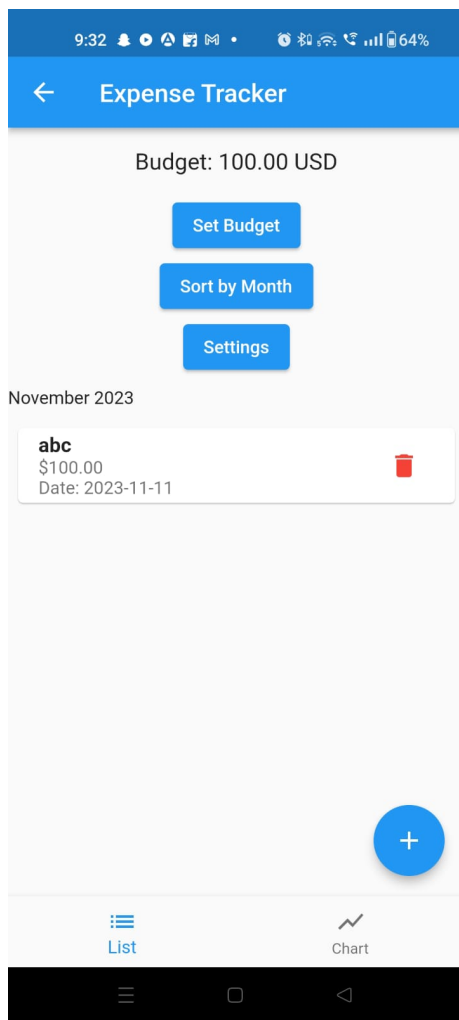 9:32 64%
Expense Tracker
Budget: 100.00 USD
Set Budget
Sort by Month
Settings
November 2023
abc
$100.00
Date: 2023-11-11
List Chart